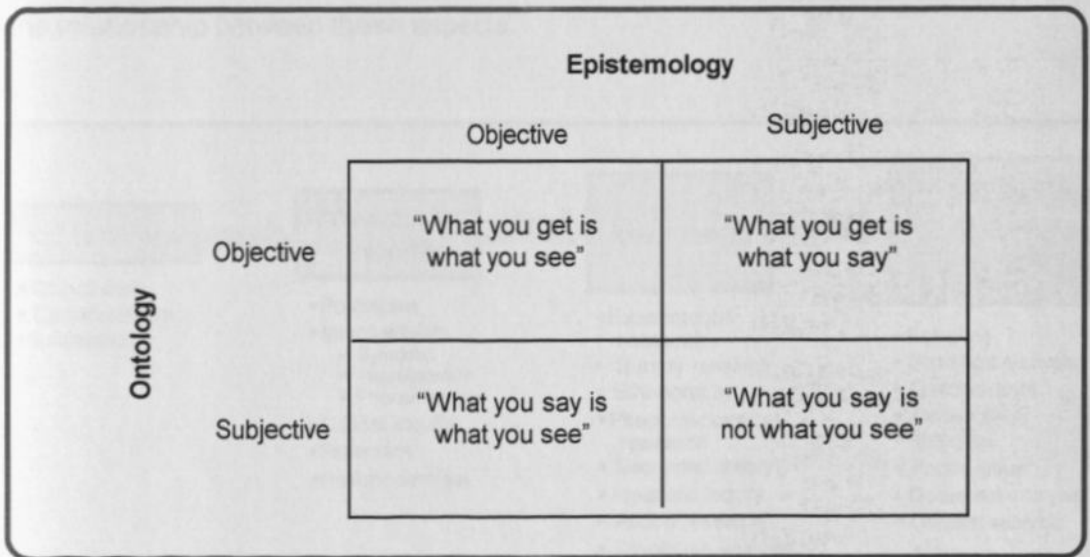 Epistemology
Objective
Subjective
Ontology
Objective
"What you get is
what you see"
"What you get is
what you say"
Subjective
"What you say is
what you see"
"What you say is
not what you see"